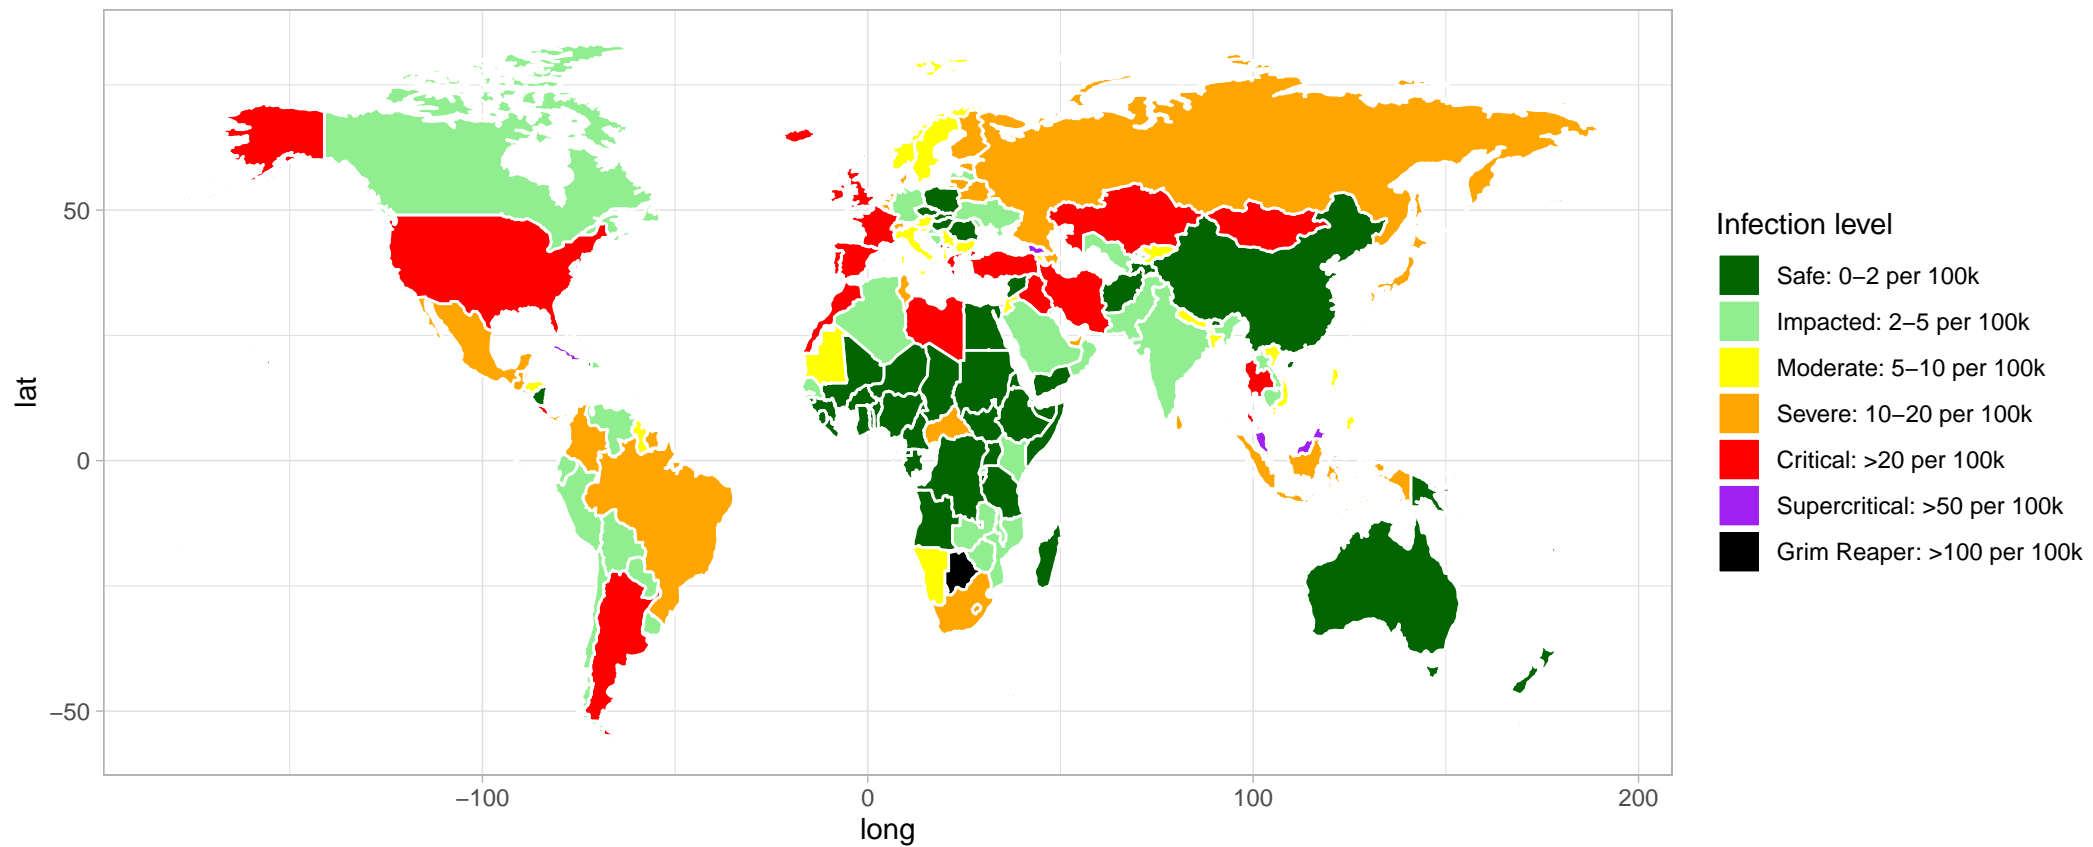 lat
50
0
−50
−100
0
100
200
long
Infection level
Safe: 0−2 per 100k
Impacted: 2−5 per 100k
Moderate: 5−10 per 100k
Severe: 10−20 per 100k
Critical: >20 per 100k
Supercritical: >50 per 100k
Grim Reaper: >100 per 100k